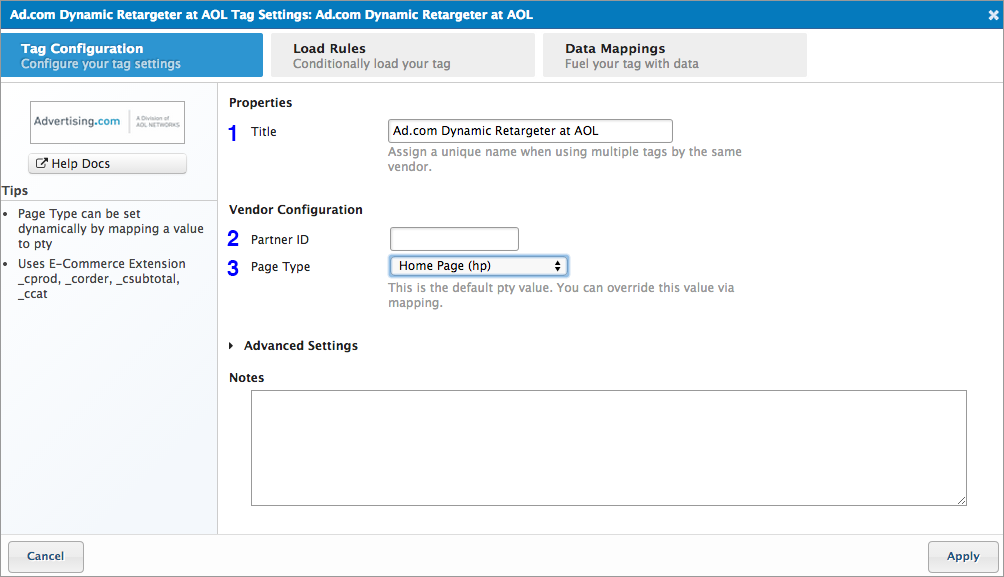 Ad.com Dynamic Retargeter at AOL Tag Settings: Ad.com Dynamic Retargeter at AOL
Tag Configuration
Configure your tag settings
Load Rules
Conditionally load your tag
Data Mappings
Fuel your tag with data
Advertising.com
A Division of
AOL NETWORKS
Help Docs
Tips
• Page Type can be set
dynamically by mapping a value
to pty
• Uses E-Commerce Extension
_cprod, _corder, _csubtotal,
_ccat
Properties
1 Title
Ad.com Dynamic Retargeter at AOL
Assign a unique name when using multiple tags by the same
vendor.
Vendor Configuration
2 Partner ID
3 Page Type
Home Page (hp)
This is the default pty value. You can override this value via
mapping.
Advanced Settings
Notes
Cancel
Apply